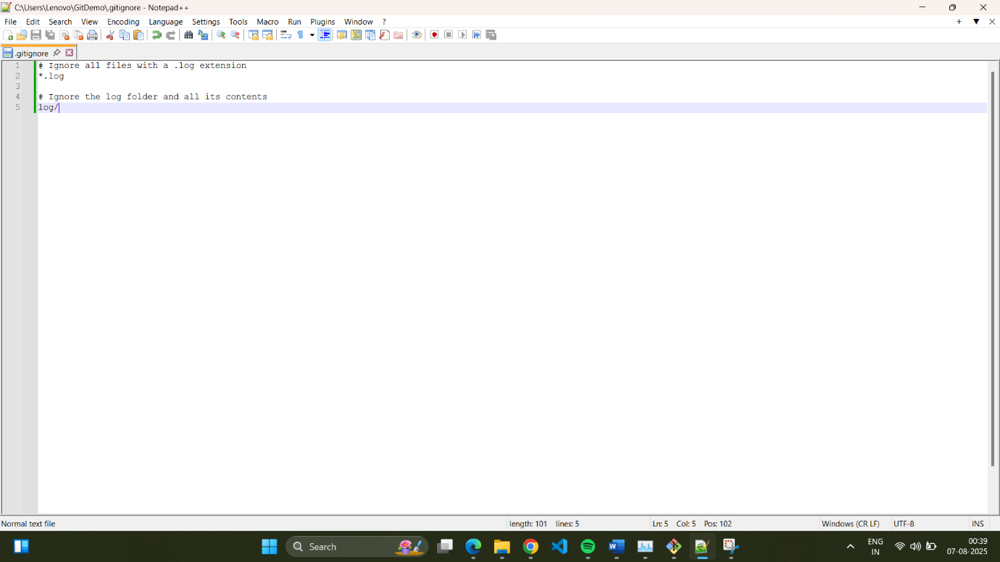 C:\Users\Lenovo\GitDemo\.gitignore - Notepad++
File Edit Search View Encoding Language Settings Tools Macro Run Plugins Window ?
.gitignore
1 # Ignore all files with a .log extension
2 *.log
3
4 # Ignore the log folder and all its contents
5 log/
Normal text file length: 101 lines: 5 Ln: 5 Col: 5 Pos: 102 Windows (CR LF) UTF-8 INS
Search
ENG
IN
00:39
07-08-2025